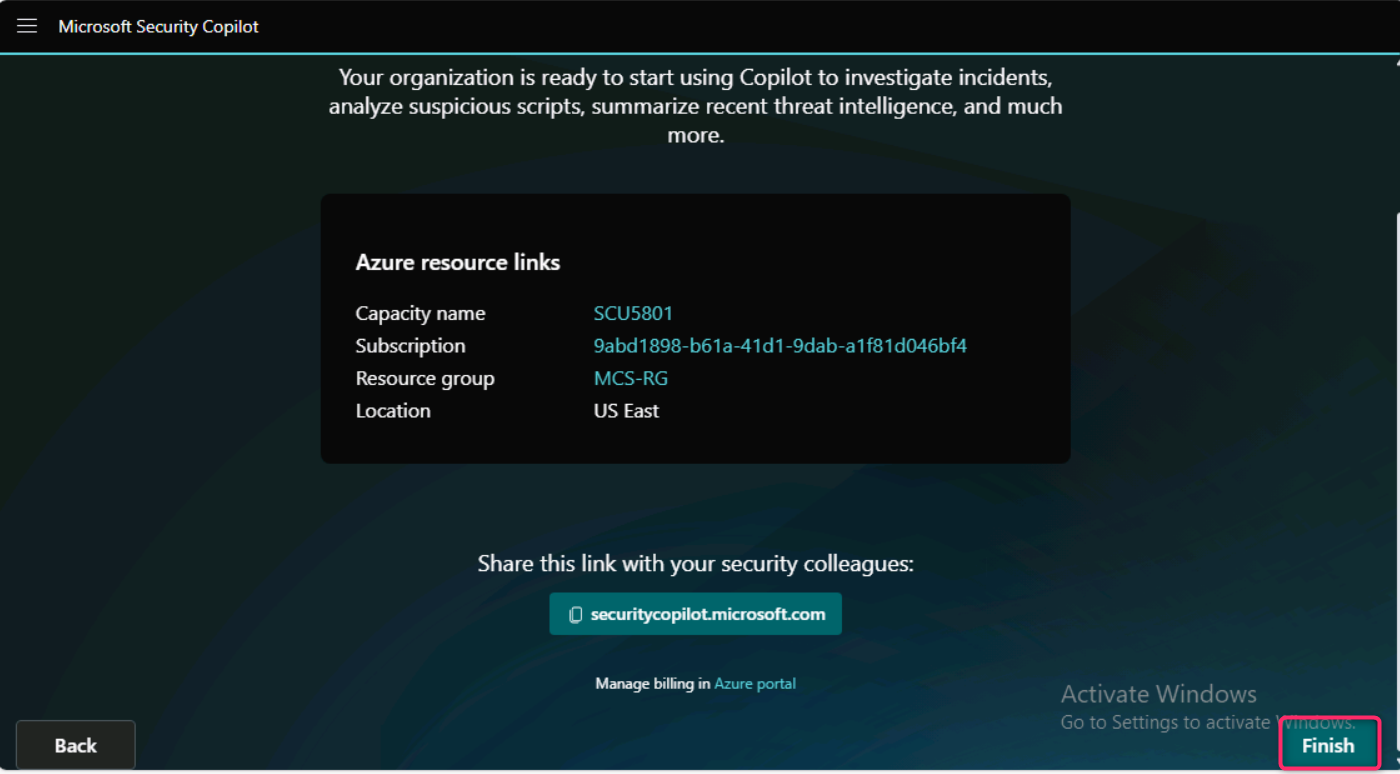 Microsoft Security Copilot
Your organization is ready to start using Copilot to investigate incidents,
analyze suspicious scripts, summarize recent threat intelligence, and much
more.
Azure resource links
Capacity name SCU5801
Subscription 9abd1898-b61a-41d1-9dab-a1f81d046bf4
Resource group MCS-RG
Location US East
Share this link with your security colleagues:
securitycopilot.microsoft.com
Manage billing in Azure portal
Activate Windows
Go to Settings to activate Windows.
Back
Finish